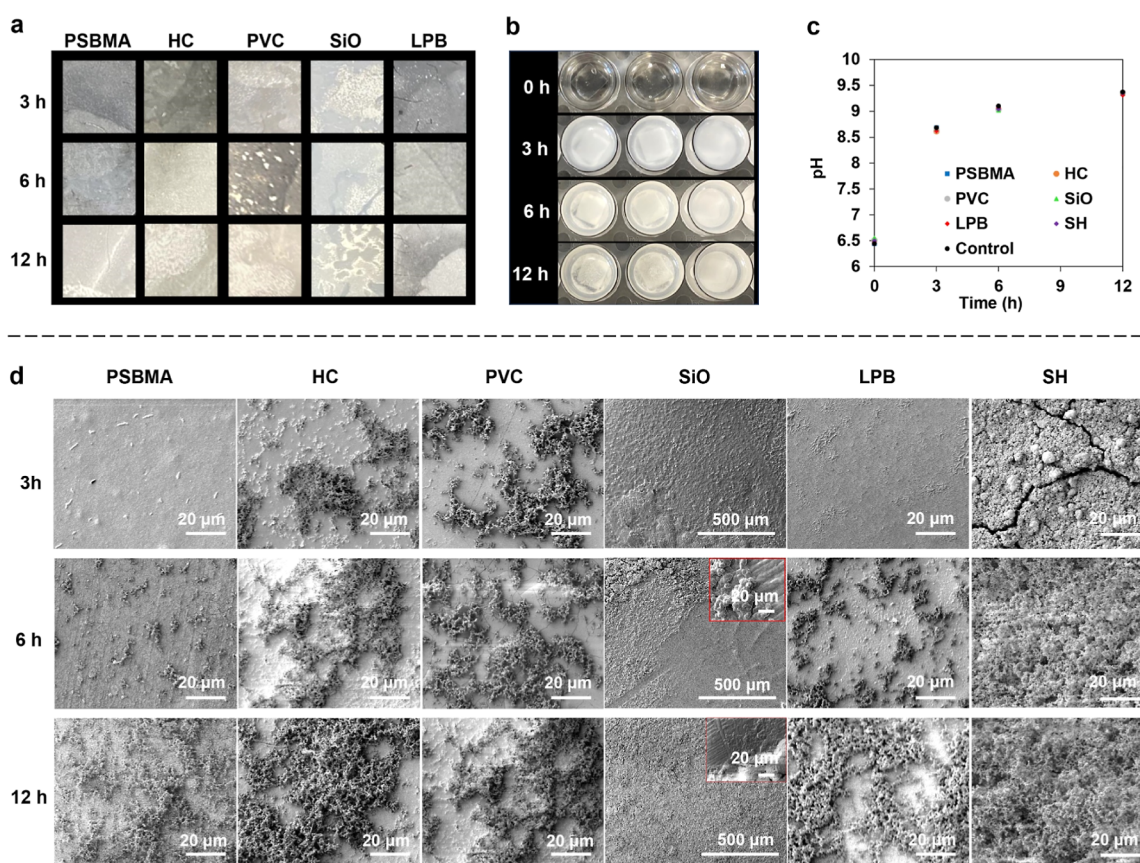 a
PSBMA HC PVC SiO LPB
3 h
6 h
12 h
b
0 h
3 h
6 h
12 h
c
10
9.5
9
8.5
8
7.5
7
6.5
6
pH
PSBMA HC
PVC SiO
LPB SH
Control
0 3 6 9 12
Time (h)
d
PSBMA HC PVC SiO LPB SH
3h
20 µm 20 µm 20 µm 500 µm 20 µm 20 µm
6 h
20 µm
20 µm 20 µm 20 µm 500 µm 20 µm 20 µm
12 h
20 µm
20 µm 20 µm 20 µm 500 µm 20 µm 20 µm